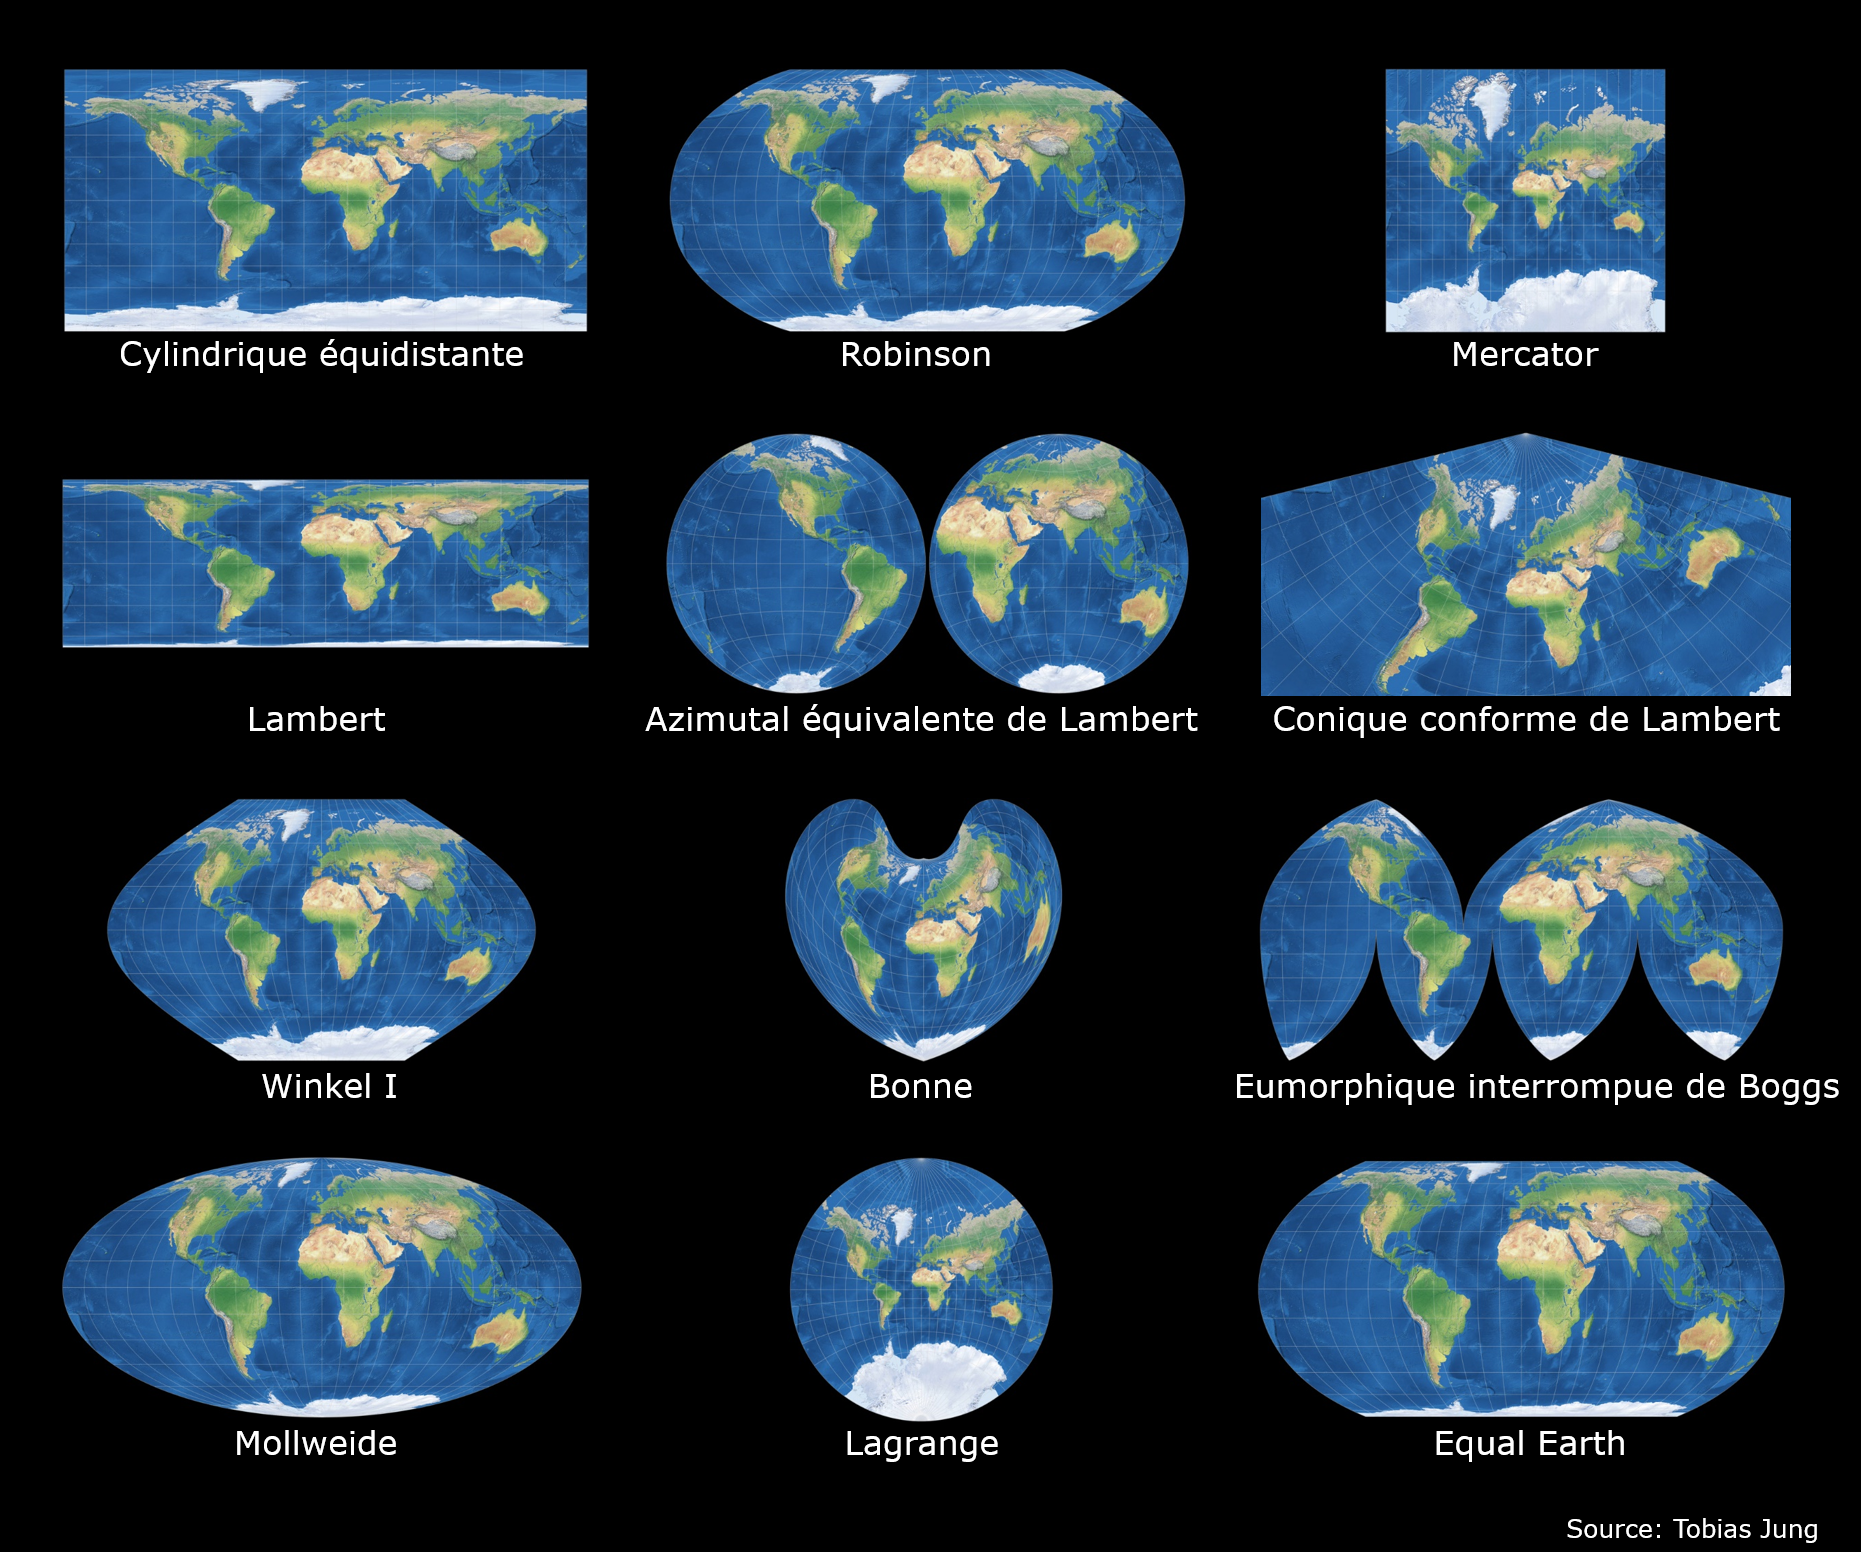 Cylindrique équidistante
Robinson
Mercator
Lambert
Azimutal équivalente de Lambert
Conique conforme de Lambert
Winkel I
Bonne
Eumorphique interrompue de Boggs
Mollweide
Lagrange
Equal Earth
Source: Tobias Jung